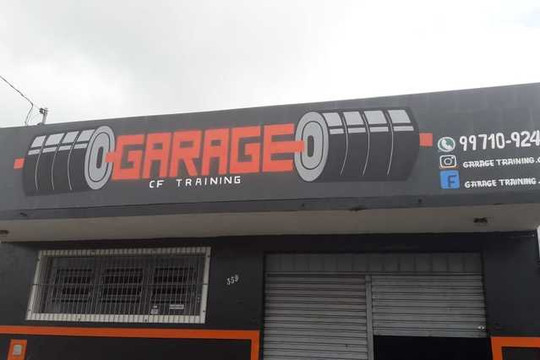 GARAGE
CF TRAINING
99710-924
GARAGE TRAINING.
GARAGE TRAINING.
359